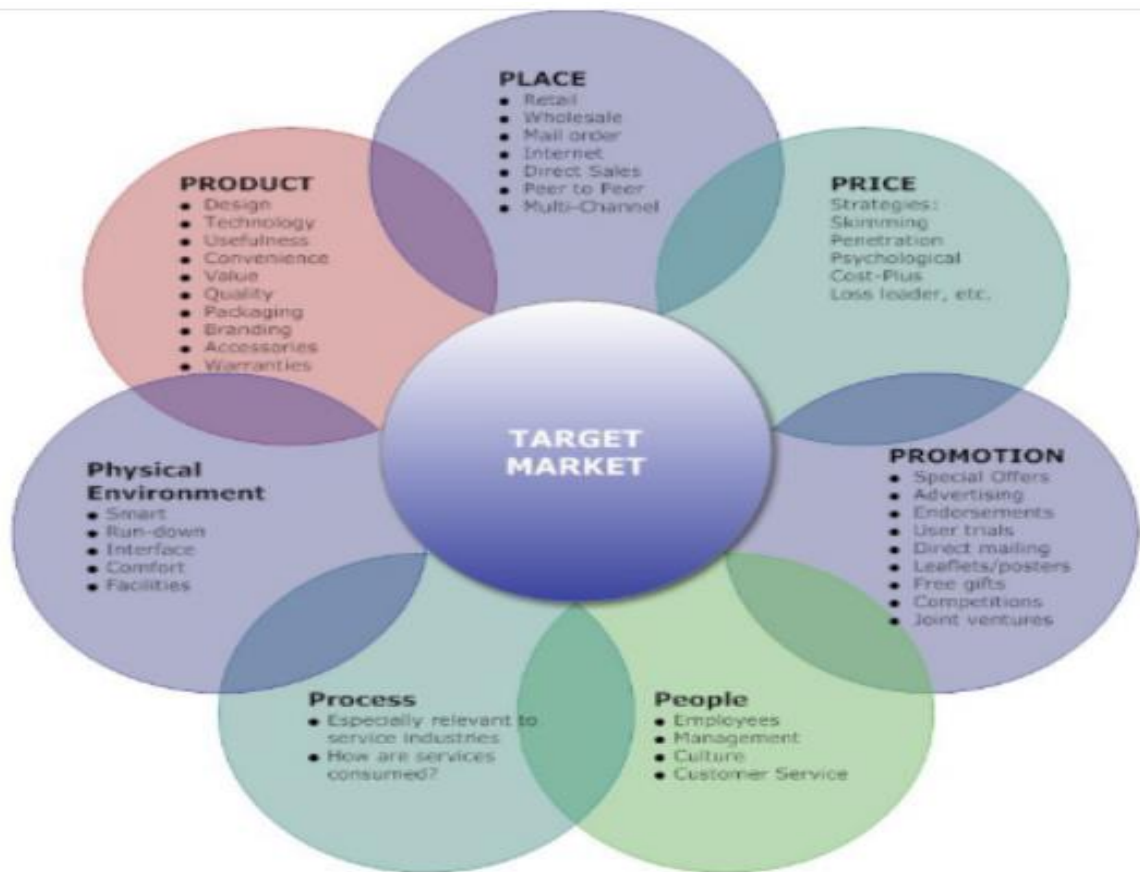 PLACE
• Retail
• Wholesale
• Mail order
• Internet
• Direct Sales
• Peer to Peer
• Multi-Channel
PRICE
Strategies:
Skimming
Penetration
Psychological
Cost-Plus
Loss leader, etc.
PRODUCT
• Design
• Technology
• Usefulness
• Convenience
• Value
• Quality
• Packaging
• Branding
• Accessories
• Warranties
TARGET
MARKET
PROMOTION
• Special Offers
• Advertising
• Endorsements
• User trials
• Direct mailing
• Leaflets/posters
• Free gifts
• Competitions
• Joint ventures
Physical
Environment
• Smart
• Run-down
• Interface
• Comfort
• Facilities
Process
• Especially relevant to
service industries
• How are services
consumed?
People
• Employees
• Management
• Culture
• Customer Service